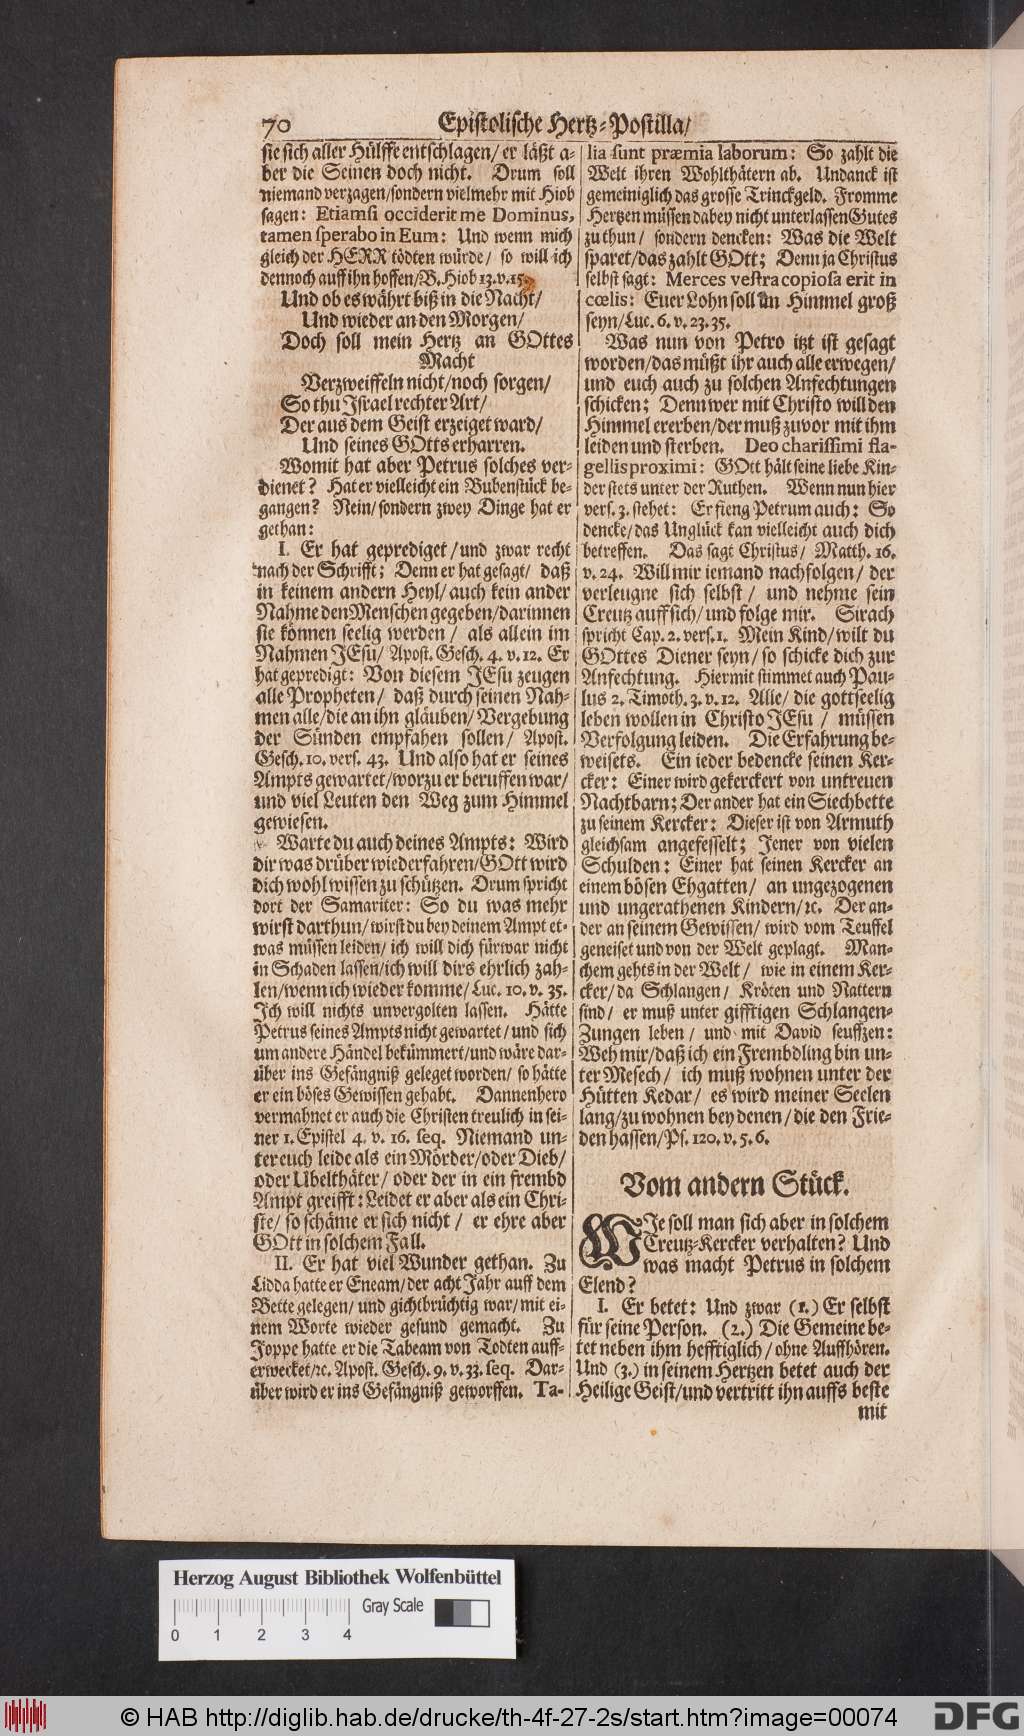 70 Epistolische Hertz-Postilla/
sie sich aller Hülffe entschlagen/ er läßt a-
ber die Seinen doch nicht. Drum soll
niemand verzagen/ sondern vielmehr mit Hiob
sagen: Etiamsi occiderit me Dominus,
tamen sperabo in Eum: Und wenn mich
gleich der HERR tödten würde/ so will ich
dennoch auff ihn hoffen/ B. Hiob 13. v. 15.
Und ob es währt biß in die Nacht/
Und wieder an den Morgen/
Doch soll mein Hertz an GOttes
Macht
Verzweiffeln nicht/ noch sorgen/
So thu Israel rechter Art/
Der aus dem Geist erzeiget ward/
Und seines GOtts erharren.
Womit hat aber Petrus solches ver-
dienet? Hat er vielleicht ein Bubenstück be-
gangen? Nein/ sondern zwey Dinge hat er
gethan:
I. Er hat geprediget/ und zwar recht
nach der Schrifft; Denn er hat gesagt/ daß
in keinem andern Heyl/ auch kein ander
Nahme den Menschen gegeben/ darinnen
sie können seelig werden/ als allein im
Nahmen JEsu/ Apost. Gesch. 4. v. 12. Er
hat gepredigt: Von diesem JEsu zeugen
alle Propheten/ daß durch seinen Nah-
men alle/ die an ihn gläuben/ Vergebung
der Sünden empfahen sollen/ Apost.
Gesch. 10. vers. 43. Und also hat er seines
Ampts gewartet/ worzu er beruffen war/
und viel Leuten den Weg zum Himmel
gewiesen.
Warte du auch deines Ampts: Wird
dir was drüber wiederfahren/ GOtt wird
dich wohl wissen zu schützen. Drum spricht
dort der Samariter: So du was mehr
wirst darthun/ wirst du bey deinem Ampt et-
was müssen leiden/ ich will dich fürwar nicht
in Schaden lassen/ ich will dirs ehrlich zah-
len/ wenn ich wieder komme/ Luc. 10. v. 35.
Ich will nichts unvergolten lassen. Hätte
Petrus seines Ampts nicht gewartet/ und sich
um andere Händel bekümmert/ und wäre dar-
über ins Gefängniß geleget worden/ so hätte
er ein böses Gewissen gehabt. Dannenhero
vermahnet er auch die Christen treulich in sei-
ner 1. Epistel 4. v. 16. seq. Niemand un-
ter euch leide als ein Mörder/ oder Dieb/
oder Ubelthäter/ oder der in ein frembd
Ampt greifft: Leidet er aber als ein Chri-
ste/ so schäme er sich nicht/ er ehre aber
GOtt in solchem Fall.
II. Er hat viel Wunder gethan. Zu
Lidda hatte er Eneam/ der acht Jahr auff dem
Bette gelegen/ und gichtbrüchtig war/ mit ei-
nem Worte wieder gesund gemacht. Zu
Joppe hatte er die Tabeam von Todten auff-
erwecket/ ꝛc. Apost. Gesch. 9. v. 33. seq. Dar-
über wird er ins Gefängniß geworffen. Ta-
lia sunt præmia laborum: So zahlt die
Welt ihren Wohlthätern ab. Undanck ist
gemeiniglich das grosse Trinckgeld. Fromme
Hertzen müssen dabey nicht unterlassen Gutes
zu thun/ sondern dencken: Was die Welt
sparet/ das zahlt GOtt; Denn ja Christus
selbst sagt: Merces vestra copiosa erit in
cœlis: Euer Lohn soll im Himmel groß
seyn/ Luc. 6. v. 23. 35.
Was nun von Petro itzt ist gesagt
worden/ das müßt ihr auch alle erwegen/
und euch auch zu solchen Anfechtungen
schicken; Denn wer mit Christo will den
Himmel ererben/ der muß zuvor mit ihm
leiden und sterben. Deo charissimi fla-
gellis proximi: GOtt hält seine liebe Kin-
der stets unter der Ruthen. Wenn nun hier
vers. 3. stehet: Er fieng Petrum auch: So
dencke/ das Unglück kan vielleicht auch dich
betreffen. Das sagt Christus/ Matth. 16.
v. 24. Will mir iemand nachfolgen/ der
verleugne sich selbst/ und nehme sein
Creutz auff sich/ und folge mir. Sirach
spricht Cap. 2. vers. 1. Mein Kind/ wilt du
GOttes Diener seyn/ so schicke dich zur
Anfechtung. Hiermit stimmet auch Pau-
lus 2. Timoth. 3. v. 12. Alle/ die gottseelig
leben wollen in Christo JEsu/ müssen
Verfolgung leiden. Die Erfahrung be-
weisets. Ein ieder bedencke seinen Ker-
cker: Einer wird gekerckert von untreuen
Nachtbarn; Der ander hat ein Siechbette
zu seinem Kercker: Dieser ist von Armuth
gleichsam angefesselt; Jener von vielen
Schulden: Einer hat seinen Kercker an
einem bösen Ehgatten/ an ungezogenen
und ungerathenen Kindern/ ꝛc. Der an-
der an seinem Gewissen/ wird vom Teuffel
geneiset und von der Welt geplagt. Man-
chem gehts in der Welt/ wie in einem Ker-
cker/ da Schlangen/ Kröten und Nattern
sind/ er muß unter gifftigen Schlangen-
Zungen leben/ und mit David seuffzen:
Weh mir/ daß ich ein Frembdling bin un-
ter Mesech/ ich muß wohnen unter der
Hütten Kedar/ es wird meiner Seelen
lang/ zu wohnen bey denen/ die den Frie-
den hassen/ Ps. 120. v. 5. 6.
Vom andern Stück.
WIe soll man sich aber in solchem
Creutz-Kercker verhalten? Und
was macht Petrus in solchem
Elend?
I. Er betet: Und zwar (1.) Er selbst
für seine Person. (2.) Die Gemeine be-
tet neben ihm hefftiglich/ ohne Auffhören.
Und (3.) in seinem Hertzen betet auch der
Heilige Geist/ und vertritt ihn auffs beste
mit
Herzog August Bibliothek Wolfenbüttel
Gray Scale
0 1 2 3 4
© HAB http://diglib.hab.de/drucke/th-4f-27-2s/start.htm?image=00074
DFG